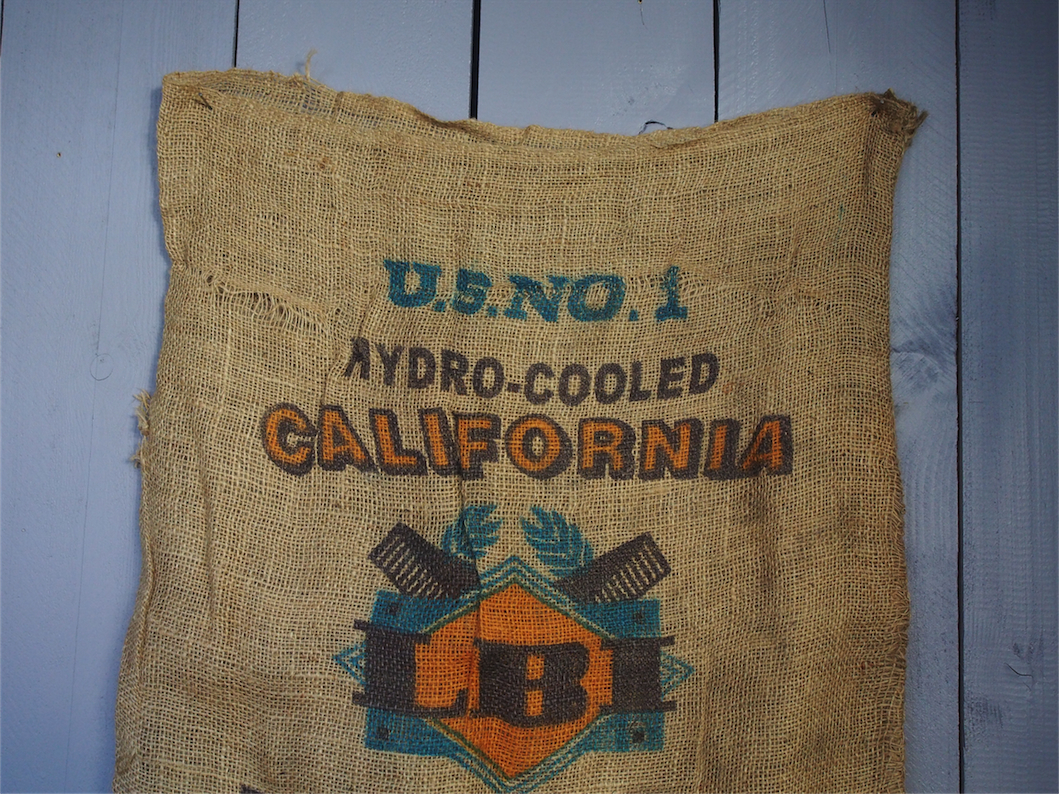 U.S.NO.1
HYDRO-COOLED
CALIFORNIA
LBI